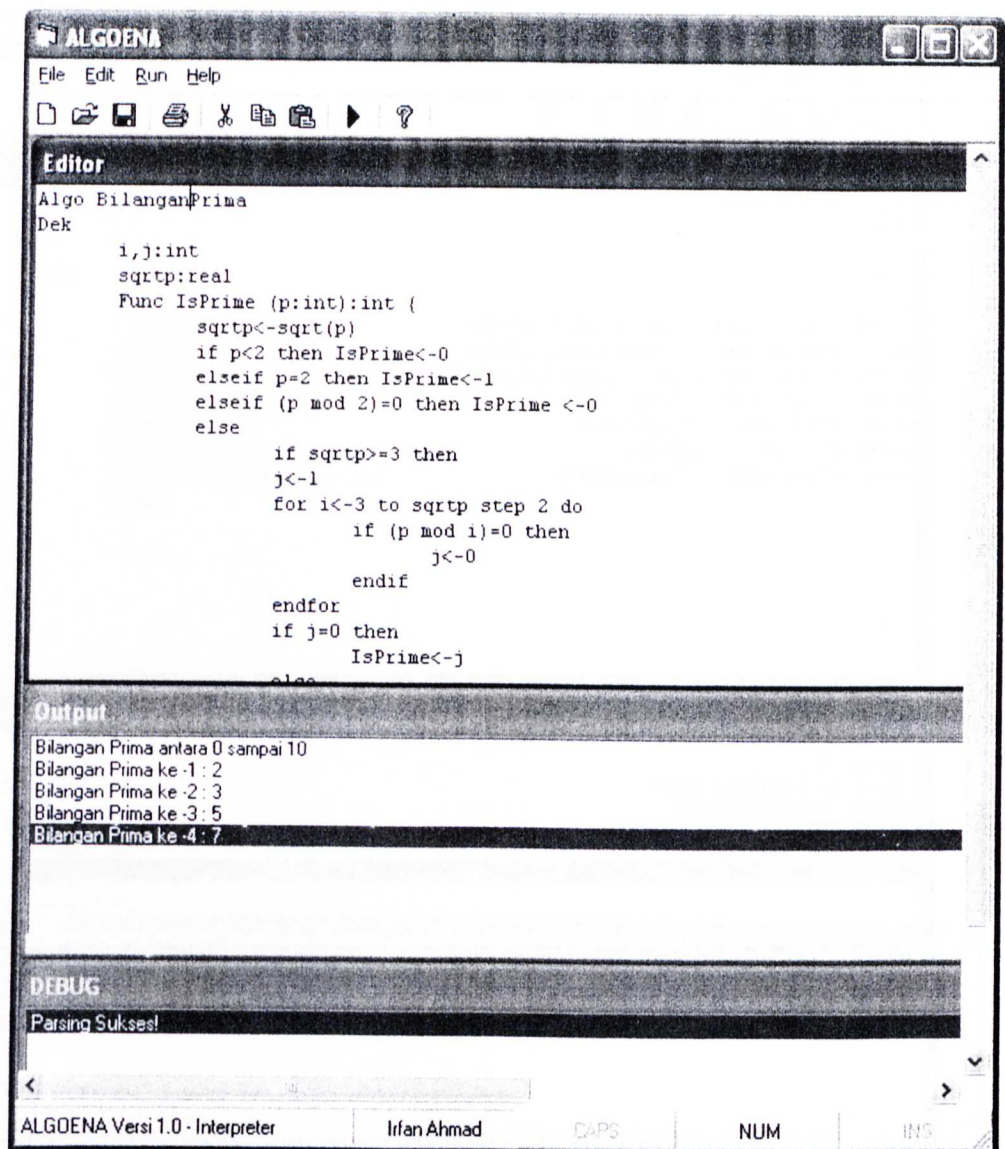 ALGOENA
File Edit Run Help
Editor
Algo BilanganPrima
Dek
i,j:int
sqrtp:real
Func IsPrime (p:int):int {
sqrtp<-sqrt(p)
if p<2 then IsPrime<-0
elseif p=2 then IsPrime<-1
elseif (p mod 2)=0 then IsPrime <-0
else
if sqrtp>=3 then
j<-1
for i<-3 to sqrtp step 2 do
if (p mod i)=0 then
j<-0
endif
endfor
if j=0 then
IsPrime<-j
else
Output
Bilangan Prima antara 0 sampai 10
Bilangan Prima ke -1 : 2
Bilangan Prima ke -2 : 3
Bilangan Prima ke -3 : 5
Bilangan Prima ke -4 : 7
DEBUG
Parsing Sukses!
ALGOENA Versi 1.0 - Interpreter Irfan Ahmad CAPS NUM INS